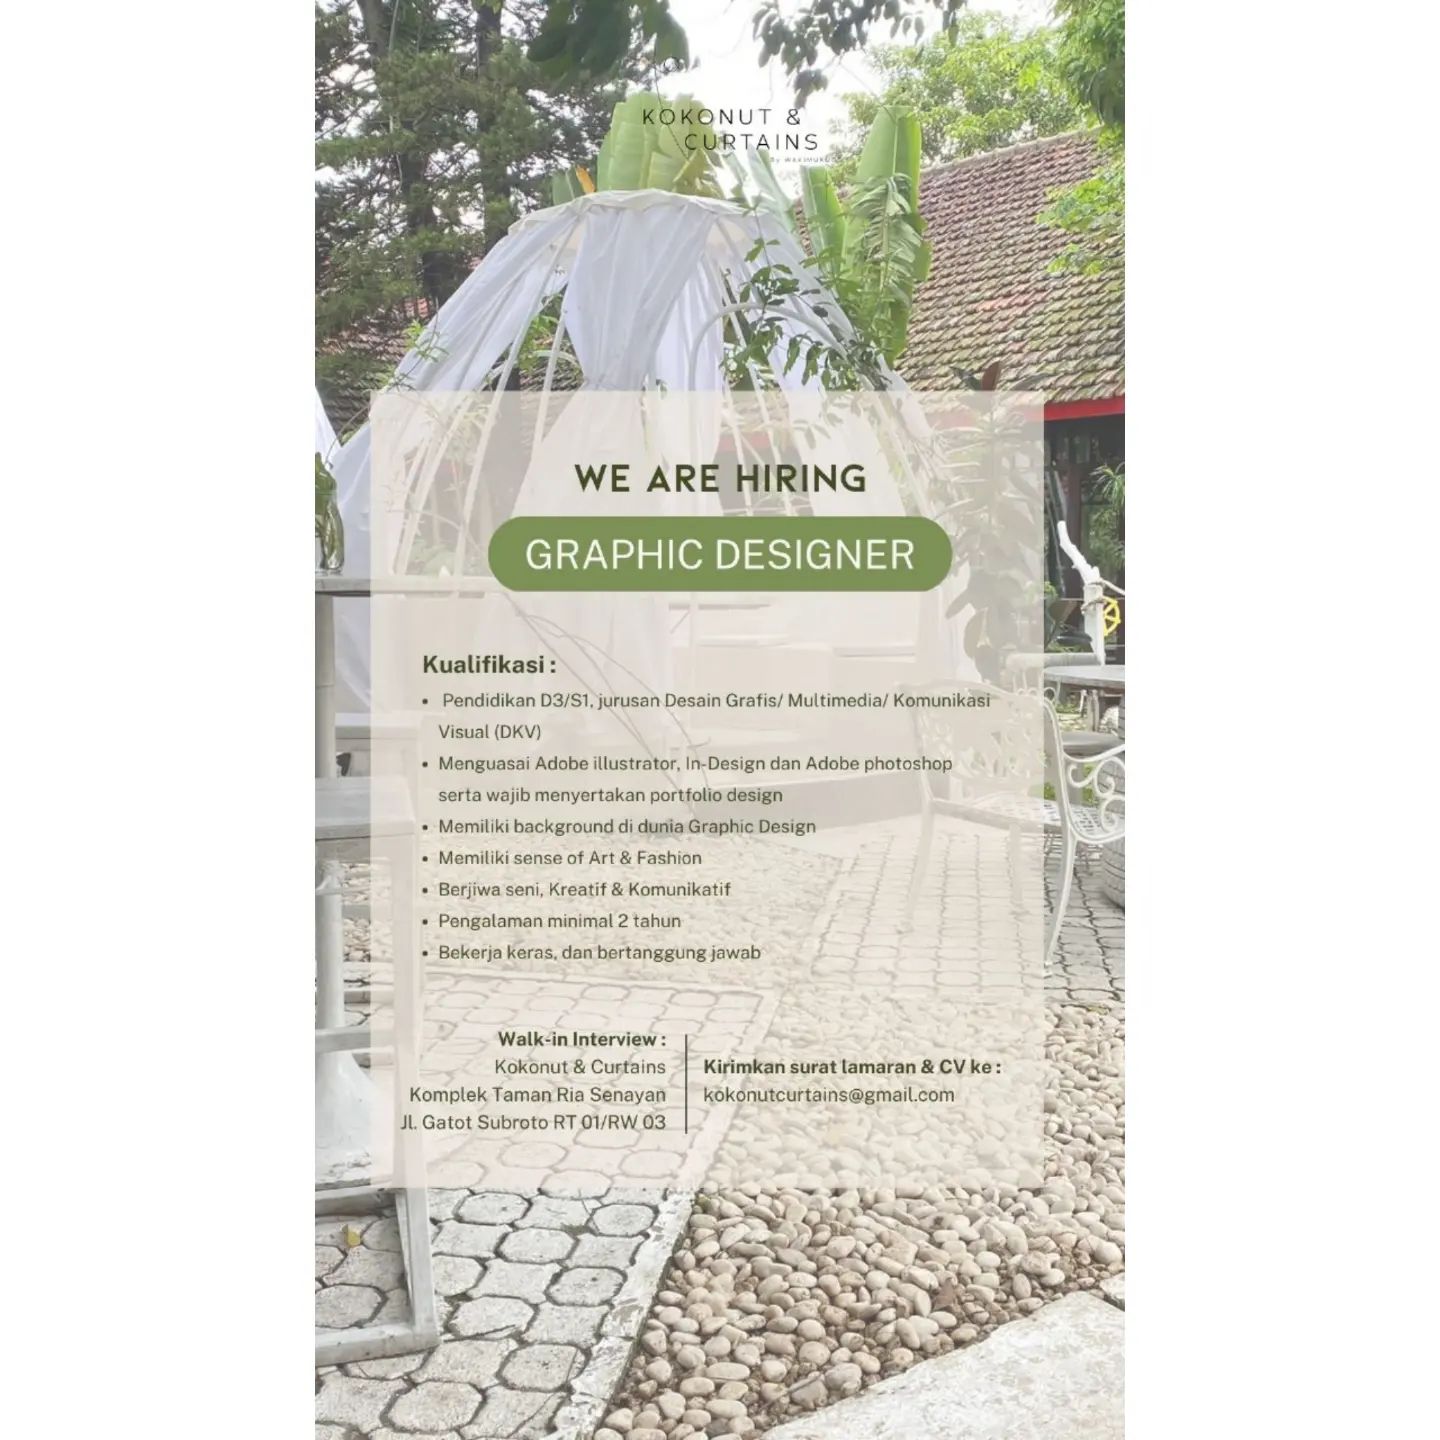 KOKONUT &
CURTAINS
WE ARE HIRING
GRAPHIC DESIGNER
Kualifikasi :
• Pendidikan D3/S1, jurusan Desain Grafis/ Multimedia/ Komunikasi
Visual (DKV)
• Menguasai Adobe illustrator, In-Design dan Adobe photoshop
serta wajib menyertakan portfolio design
• Memiliki background di dunia Graphic Design
• Memiliki sense of Art & Fashion
• Berjiwa seni, Kreatif & Komunikatif
• Pengalaman minimal 2 tahun
• Bekerja keras, dan bertanggung jawab
Walk-in Interview :
Kokonut & Curtains
Komplek Taman Ria Senayan
Jl. Gatot Subroto RT 01/RW 03
Kirimkan surat lamaran & CV ke :
kokonutcurtains@gmail.com